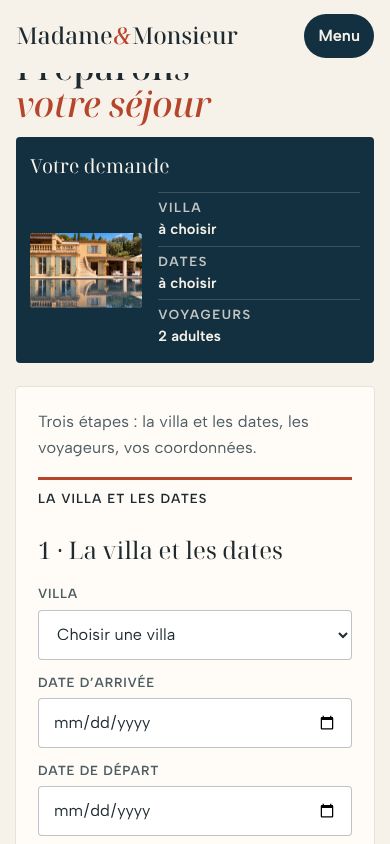 Madame&Monsieur
Menu
Préparons
votre séjour
Votre demande
VILLA
à choisir
DATES
à choisir
VOYAGEURS
2 adultes
Trois étapes : la villa et les dates, les
voyageurs, vos coordonnées.
LA VILLA ET LES DATES
1 · La villa et les dates
VILLA
Choisir une villa
DATE D’ARRIVÉE
mm/dd/yyyy
DATE DE DÉPART
mm/dd/yyyy